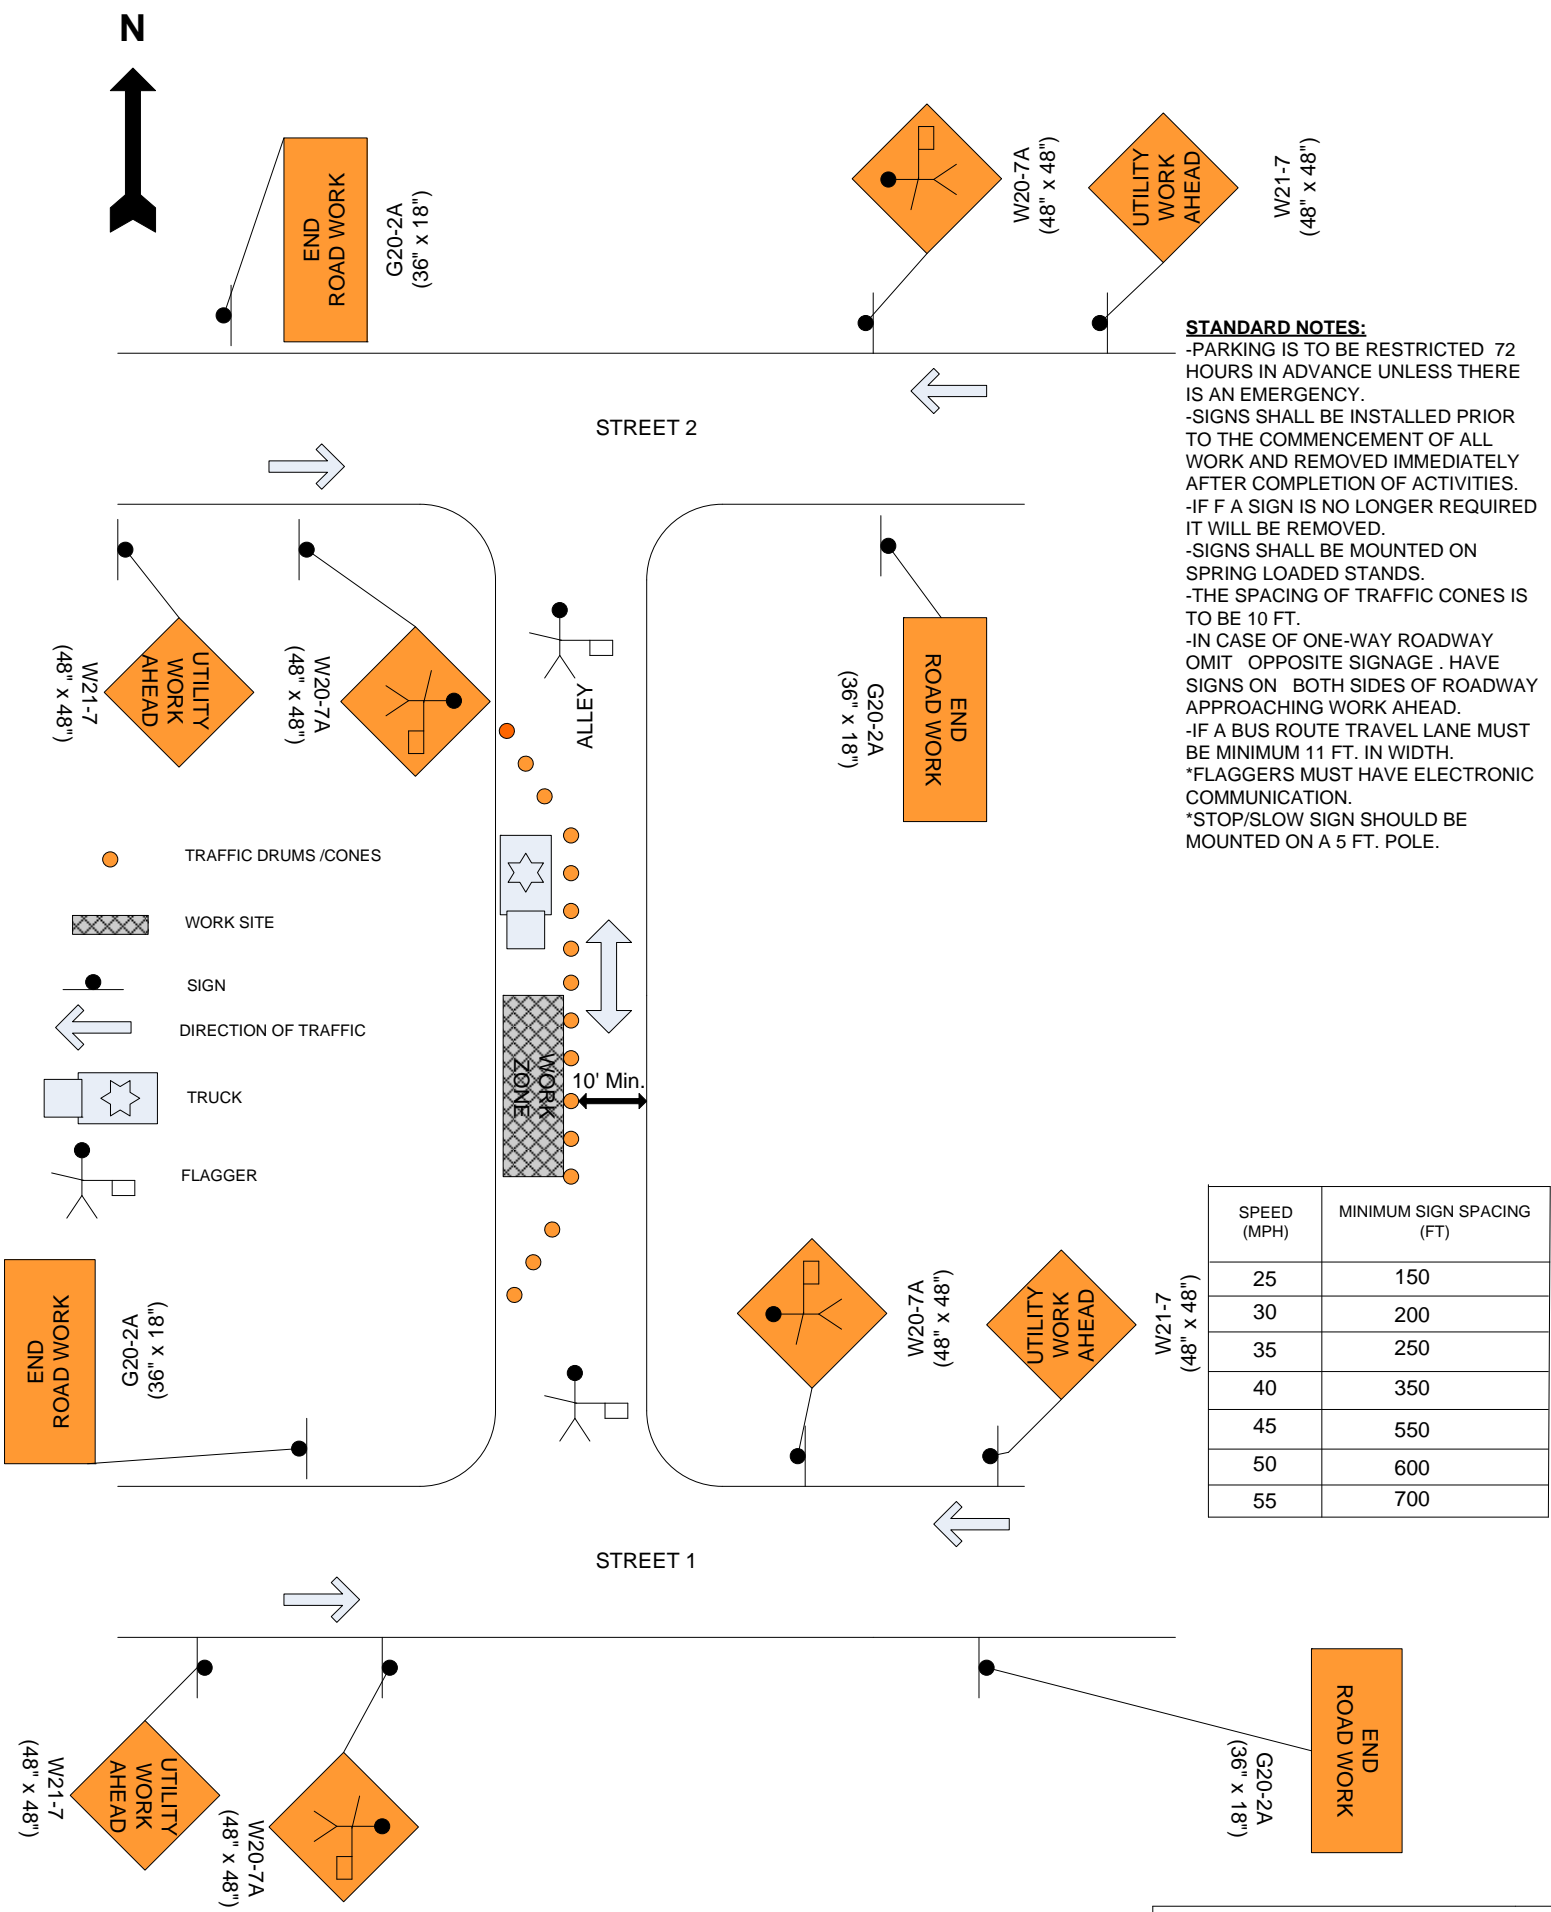 N
END
ROAD WORK
G20-2A
(36" x 18")
W20-7A
(48" x 48")
UTILITY
WORK
AHEAD
W21-7
(48" x 48")
STANDARD NOTES:
-PARKING IS TO BE RESTRICTED 72
HOURS IN ADVANCE UNLESS THERE
IS AN EMERGENCY.
-SIGNS SHALL BE INSTALLED PRIOR
TO THE COMMENCEMENT OF ALL
WORK AND REMOVED IMMEDIATELY
AFTER COMPLETION OF ACTIVITIES.
-IF F A SIGN IS NO LONGER REQUIRED
IT WILL BE REMOVED.
-SIGNS SHALL BE MOUNTED ON
SPRING LOADED STANDS.
-THE SPACING OF TRAFFIC CONES IS
TO BE 10 FT.
-IN CASE OF ONE-WAY ROADWAY
OMIT OPPOSITE SIGNAGE . HAVE
SIGNS ON BOTH SIDES OF ROADWAY
APPROACHING WORK AHEAD.
-IF A BUS ROUTE TRAVEL LANE MUST
BE MINIMUM 11 FT. IN WIDTH.
*FLAGGERS MUST HAVE ELECTRONIC
COMMUNICATION.
*STOP/SLOW SIGN SHOULD BE
MOUNTED ON A 5 FT. POLE.
STREET 2
UTILITY
WORK
AHEAD
W21-7
(48" x 48")
W20-7A
(48" x 48")
ALLEY
END
ROAD WORK
G20-2A
(36" x 18")
TRAFFIC DRUMS /CONES
WORK SITE
SIGN
DIRECTION OF TRAFFIC
TRUCK
FLAGGER
WORK
ZONE
10' Min.
END
ROAD WORK
G20-2A
(36" x 18")
W20-7A
(48" x 48")
UTILITY
WORK
AHEAD
W21-7
(48" x 48")
SPEED (MPH) MINIMUM SIGN SPACING (FT)
25 150
30 200
35 250
40 350
45 550
50 600
55 700
STREET 1
UTILITY
WORK
AHEAD
W21-7
(48" x 48")
W20-7A
(48" x 48")
END
ROAD WORK
G20-2A
(36" x 18")